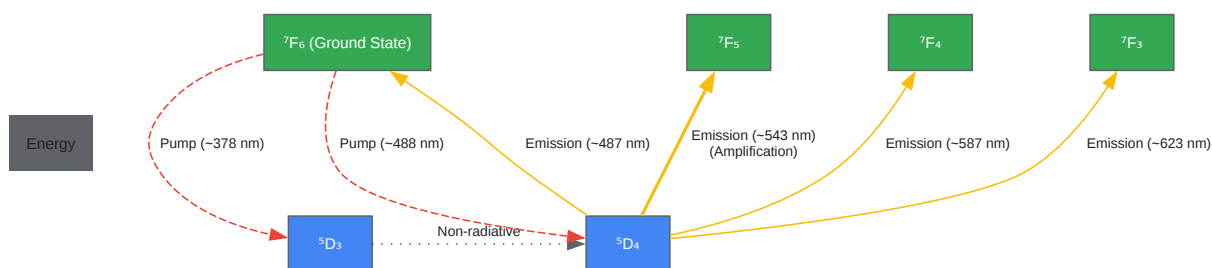 ⁷F₆ (Ground State)
⁷F₅
⁷F₄
⁷F₃
Energy
Pump (~378 nm)
Pump (~488 nm)
Emission (~487 nm)
Emission (~543 nm)
(Amplification)
Emission (~587 nm)
Emission (~623 nm)
⁵D₃
Non-radiative
⁵D₄